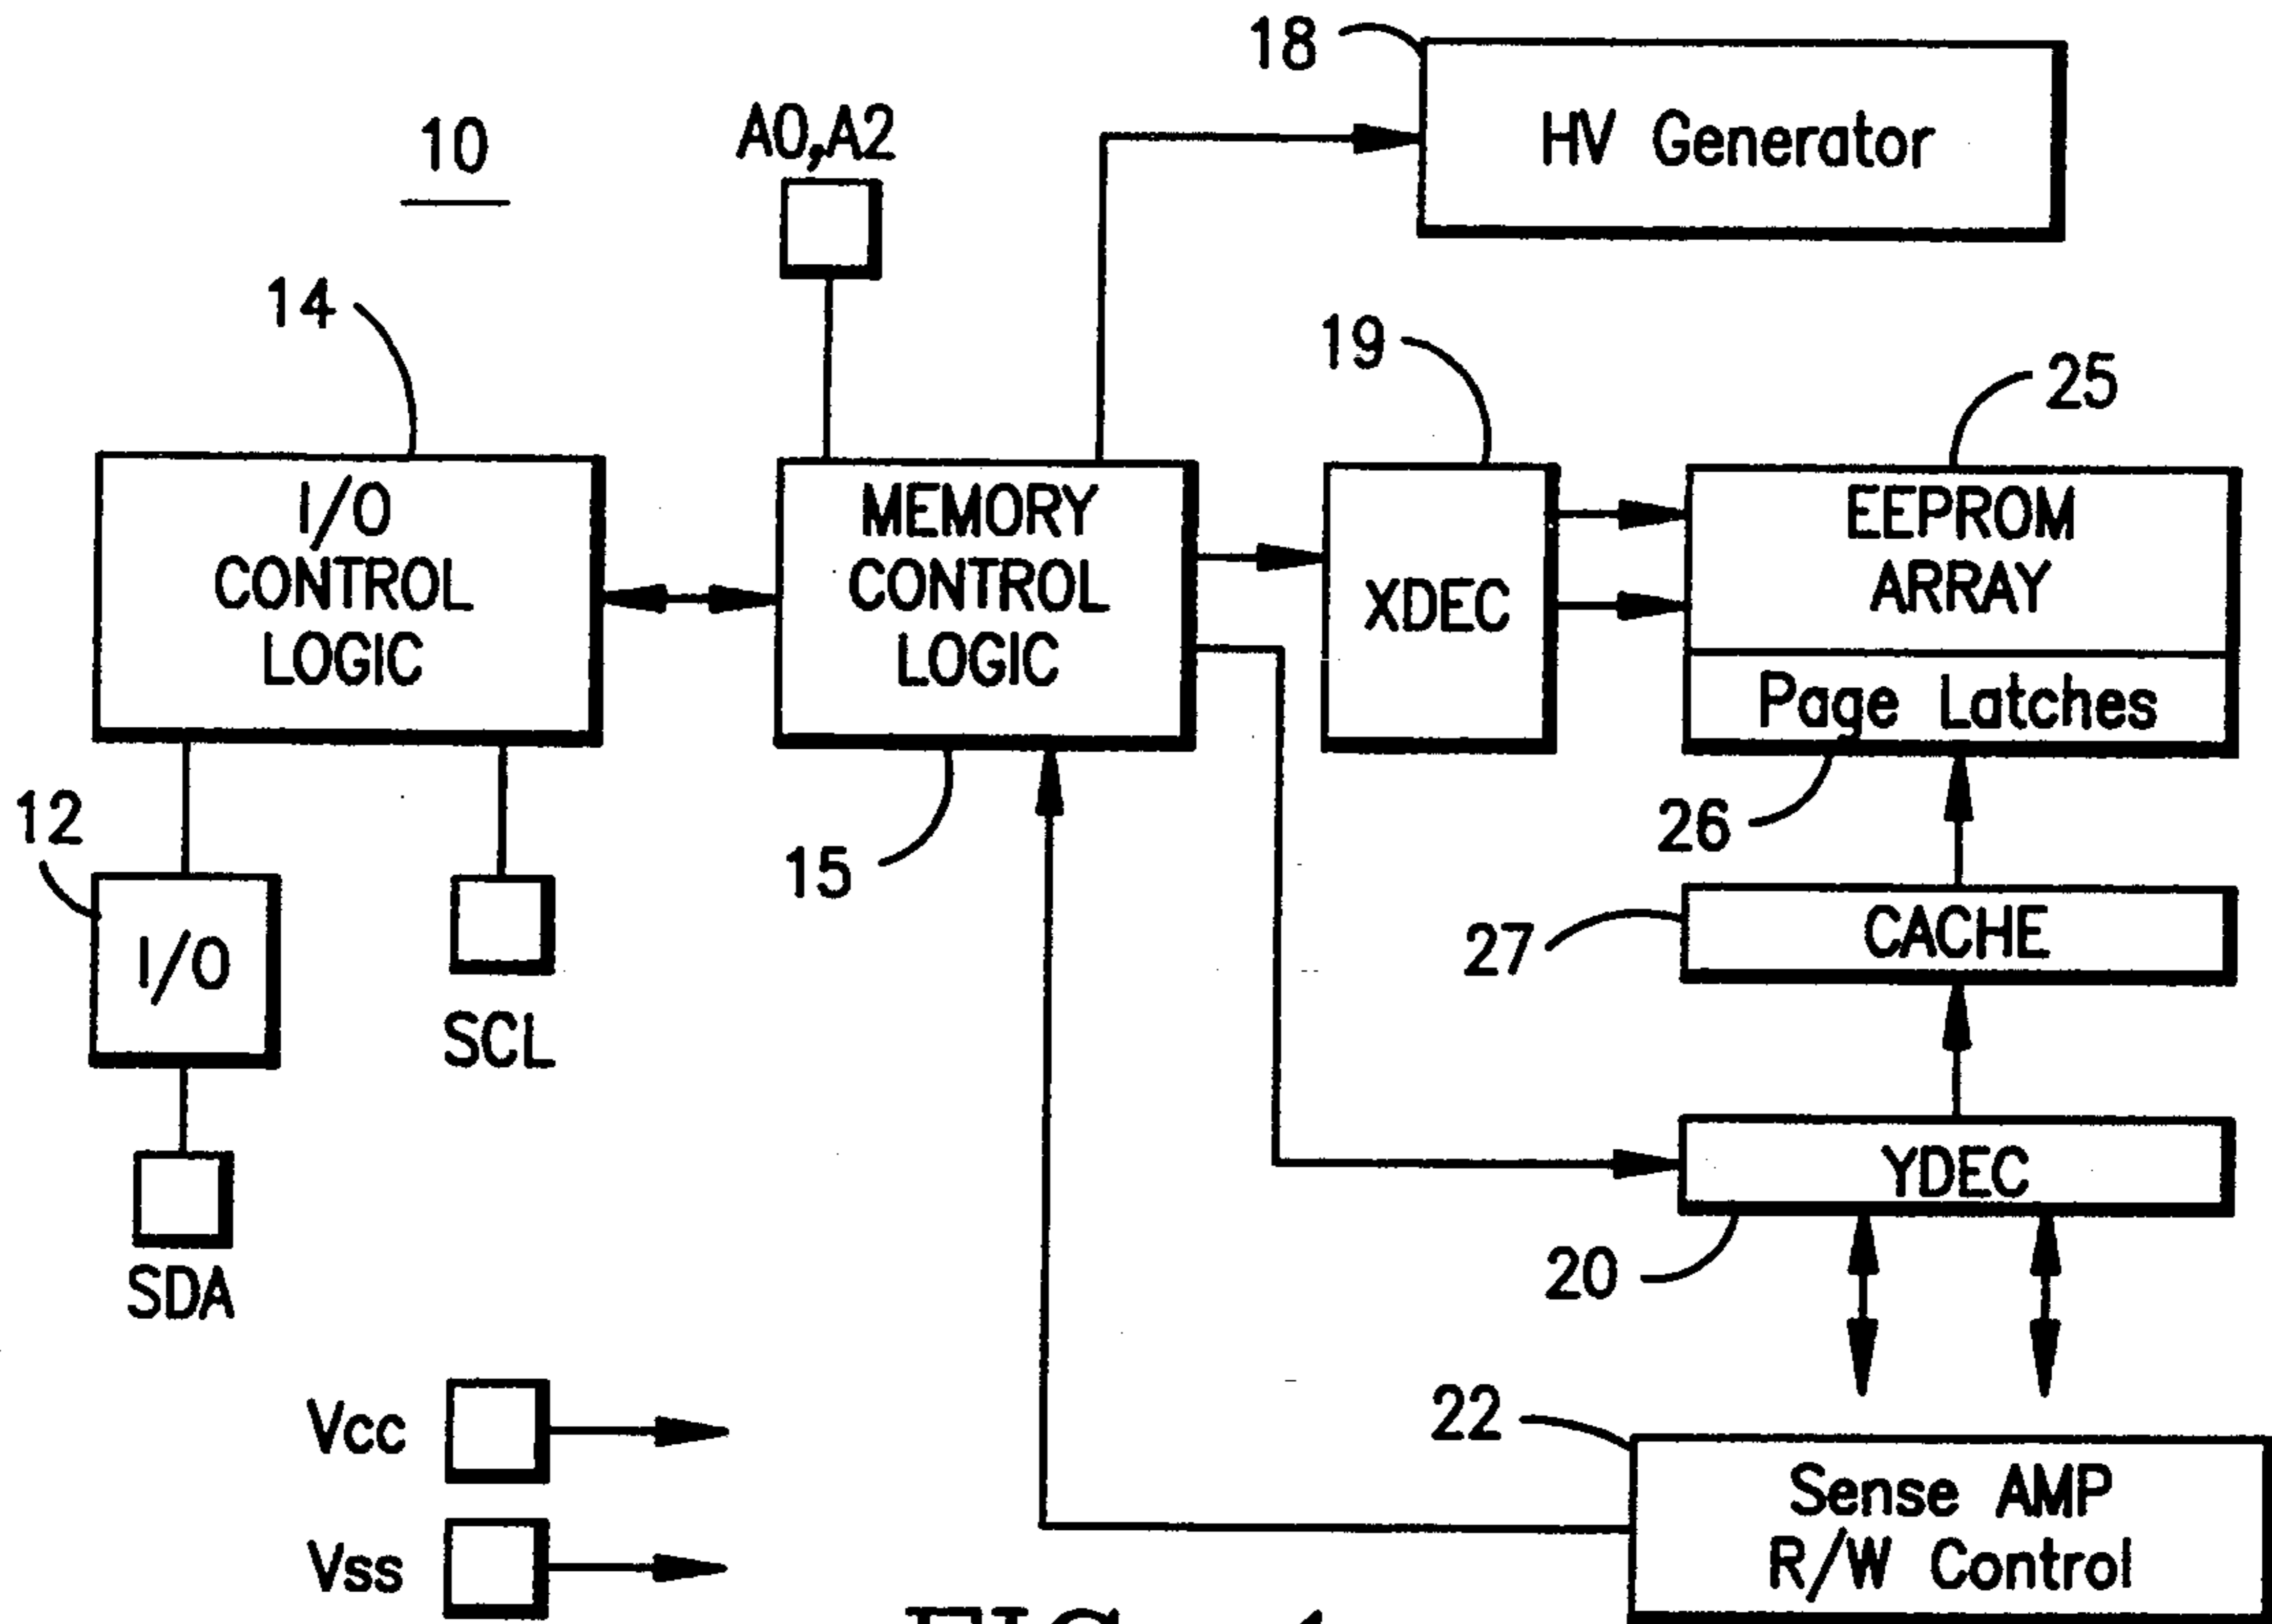 18
HV Generator
10
A0,A2
14
19
25
I/O
CONTROL
LOGIC
MEMORY
CONTROL
LOGIC
XDEC
EEPROM
ARRAY
Page Latches
12
15
26
I/O
SCL
27
CACHE
SDA
YDEC
20
Vcc
22
Sense AMP
R/W Control
Vss